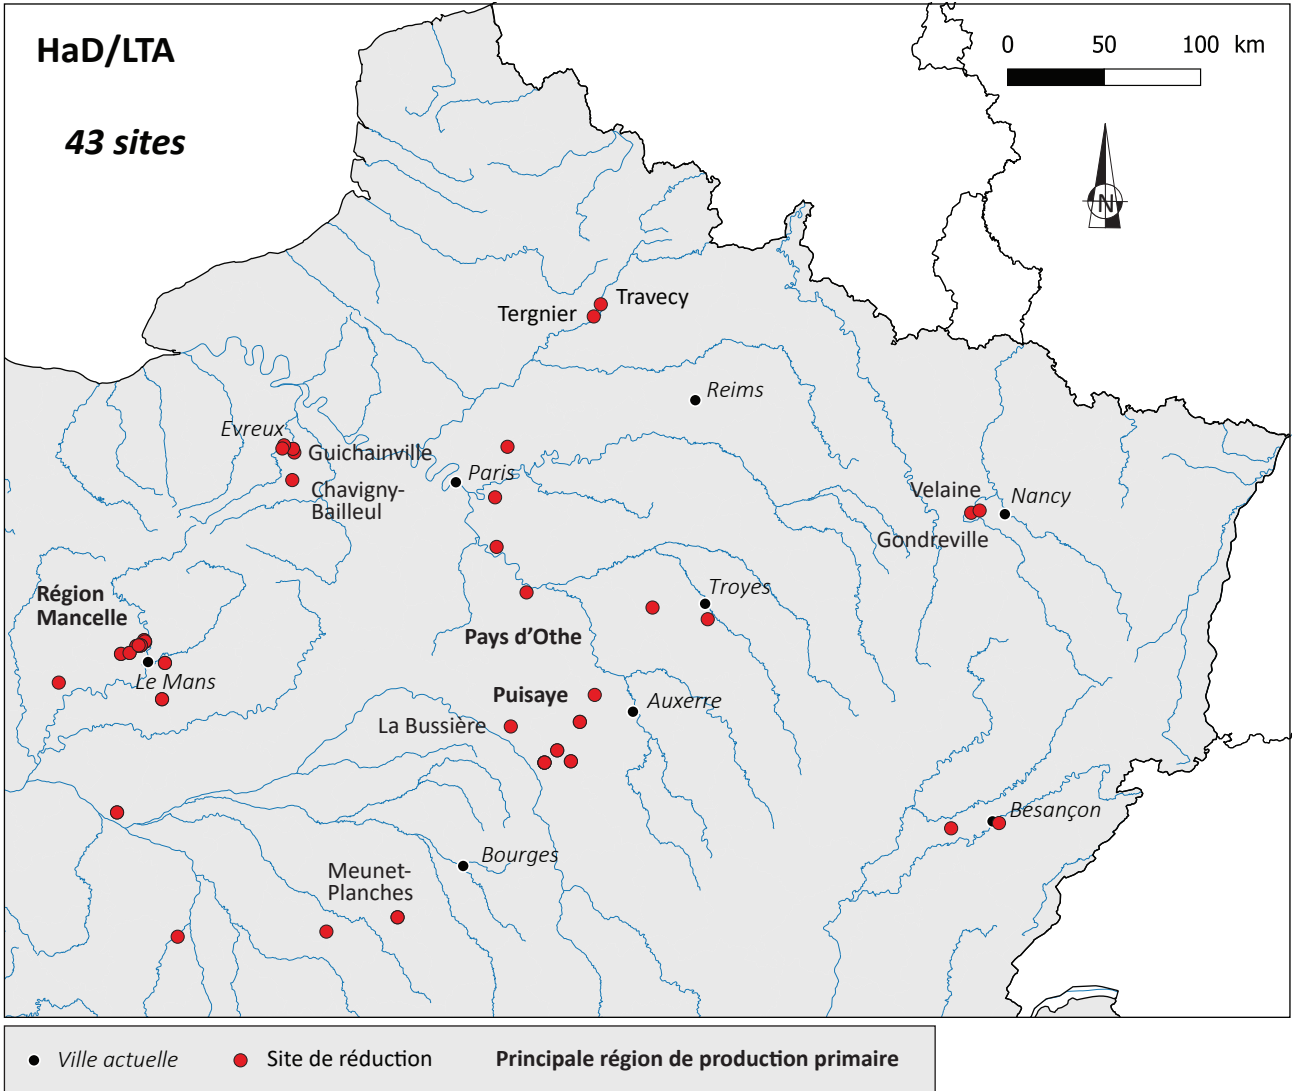 HaD/LTA
0 50 100 km
43 sites
N
Travecy
Tergnier
Reims
Evreux
Guichainville
Paris
Chavigny-
Bailleul
Velaine
Nancy
Gondreville
Région
Mancelle
Troyes
Pays d'Othe
Le Mans
Puisaye
Auxerre
La Bussière
Besançon
Bourges
Meunet-
Planches
Ville actuelle
Site de réduction
Principale région de production primaire